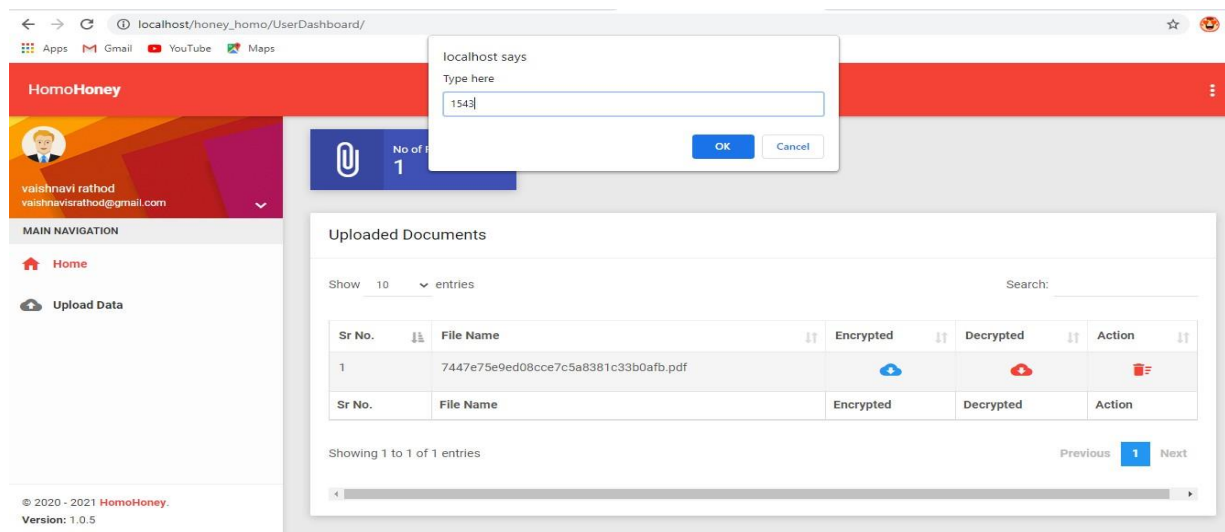 localhost/honey_homo/UserDashboard/
Apps Gmail YouTube Maps
localhost says
Type here
1543
OK Cancel
HomoHoney
No of
1
vaishnavi rathod
vaishnavisrathod@gmail.com
MAIN NAVIGATION
Home
Upload Data
Uploaded Documents
Show 10 entries
Search:
Sr No. File Name Encrypted Decrypted Action
1 7447e75e9ed08cce7c5a8381c33b0afb.pdf
Sr No. File Name Encrypted Decrypted Action
Showing 1 to 1 of 1 entries
Previous 1 Next
© 2020 - 2021 HomoHoney.
Version: 1.0.5